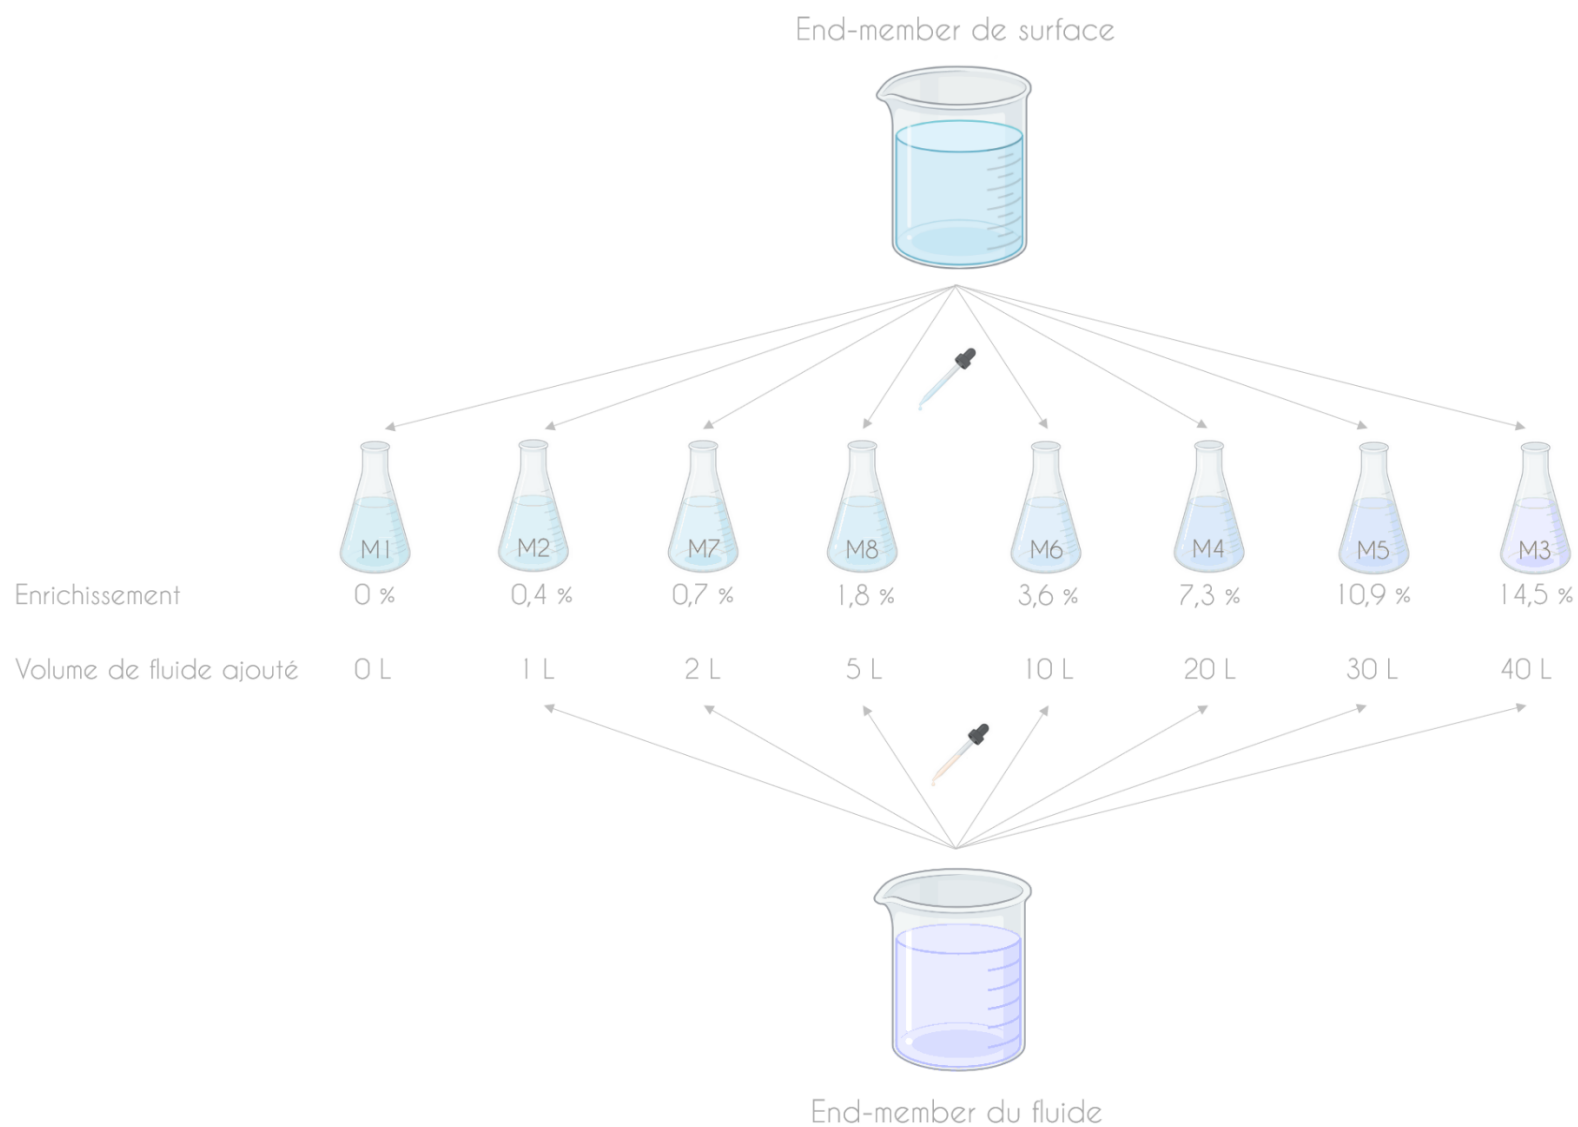 End-member de surface
M1 M2 M7 M8 M6 M4 M5 M3
Enrichissement 0 % 0,4 % 0,7 % 1,8 % 3,6 % 7,3 % 10,9 % 14,5 %
Volume de fluide ajouté 0 L 1 L 2 L 5 L 10 L 20 L 30 L 40 L
End-member du fluide